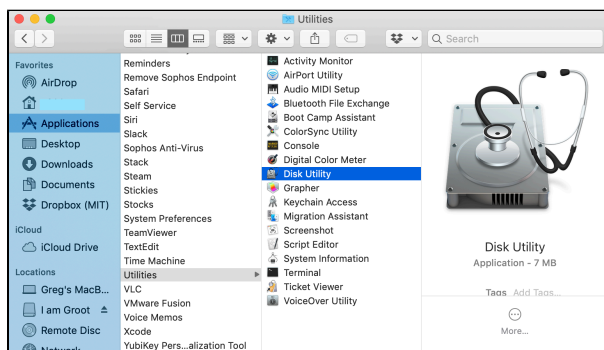 Utilities
Search
Favorites
AirDrop
Applications
Desktop
Downloads
Documents
Dropbox (MIT)
iCloud
iCloud Drive
Locations
Greg's MacB...
I am Groot
Remote Disc
Network
Reminders
Remove Sophos Endpoint
Safari
Self Service
Siri
Slack
Sophos Anti-Virus
Stack
Steam
Stickies
Stocks
System Preferences
TeamViewer
TextEdit
Time Machine
Utilities
VLC
VMware Fusion
Voice Memos
Xcode
YubiKey Pers...alization Tool
Activity Monitor
AirPort Utility
Audio MIDI Setup
Bluetooth File Exchange
Boot Camp Assistant
ColorSync Utility
Console
Digital Color Meter
Disk Utility
Grapher
Keychain Access
Migration Assistant
Screenshot
Script Editor
System Information
Terminal
Ticket Viewer
VoiceOver Utility
Disk Utility
Application - 7 MB
Tags Add Tags...
More...